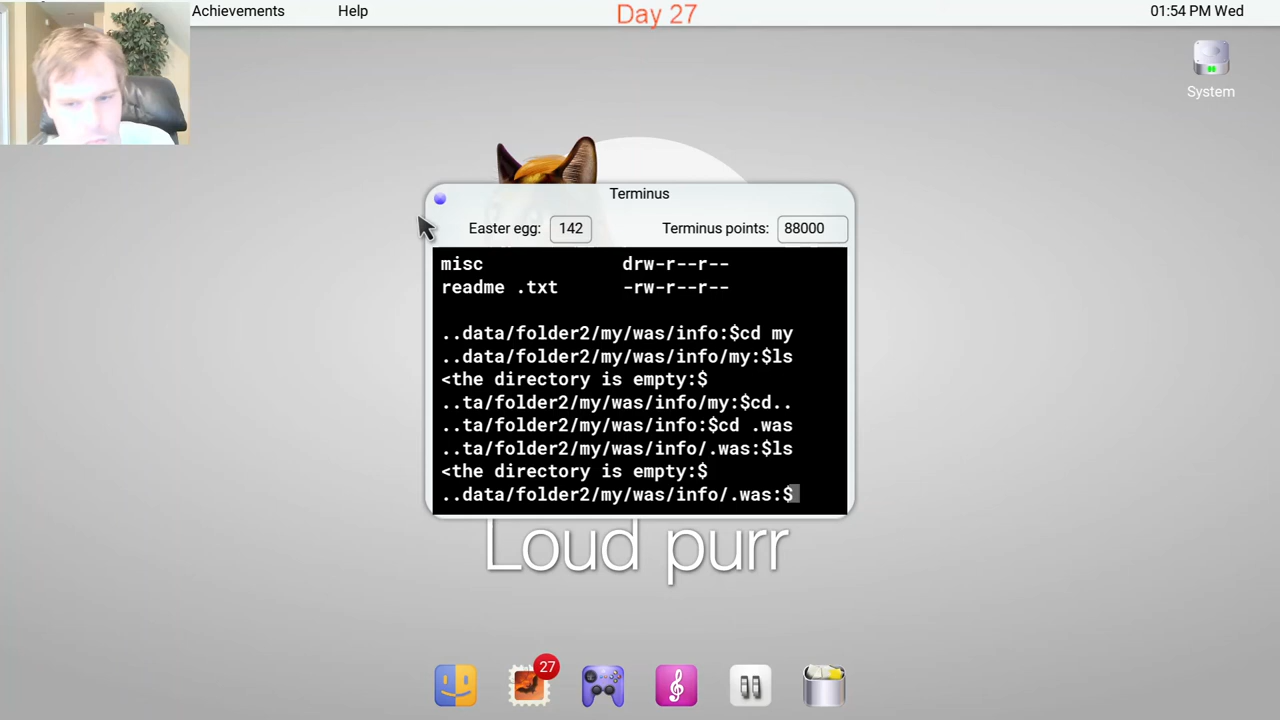 Achievements
Help
Day 27
01:54 PM Wed
System
Terminus
Easter egg: 142
Terminus points: 88000
misc drw-r--r--
readme .txt -rw-r--r--
..data/folder2/my/was/info:$cd my
..data/folder2/my/was/info/my:$ls
<the directory is empty:$
..ta/folder2/my/was/info/my:$cd..
..ta/folder2/my/was/info:$cd .was
..ta/folder2/my/was/info/.was:$ls
<the directory is empty:$
..data/folder2/my/was/info/.was:$
Loud purr
27